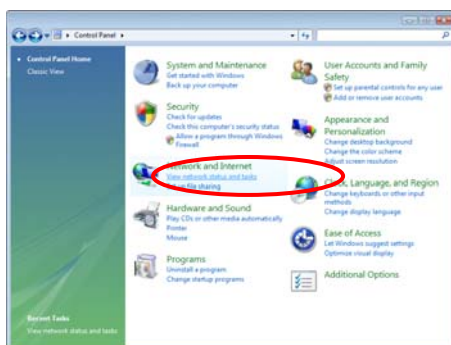 Control Panel
Control Panel Home
Classic View
System and Maintenance
Get started with Windows
Back up your computer
Security
Check for updates
Check this computer's security status
Allow a program through Windows
Firewall
Network and Internet
View network status and tasks
Set up file sharing
Hardware and Sound
Play CDs or other media automatically
Printer
Mouse
Programs
Uninstall a program
Change startup programs
User Accounts and Family
Safety
Set up parental controls for any user
Add or remove user accounts
Appearance and
Personalization
Change desktop background
Change the color scheme
Adjust screen resolution
Clock, Language, and Region
Change keyboards or other input
methods
Change display language
Ease of Access
Let Windows suggest settings
Optimize visual display
Additional Options
Recent Tasks
View network status and tasks